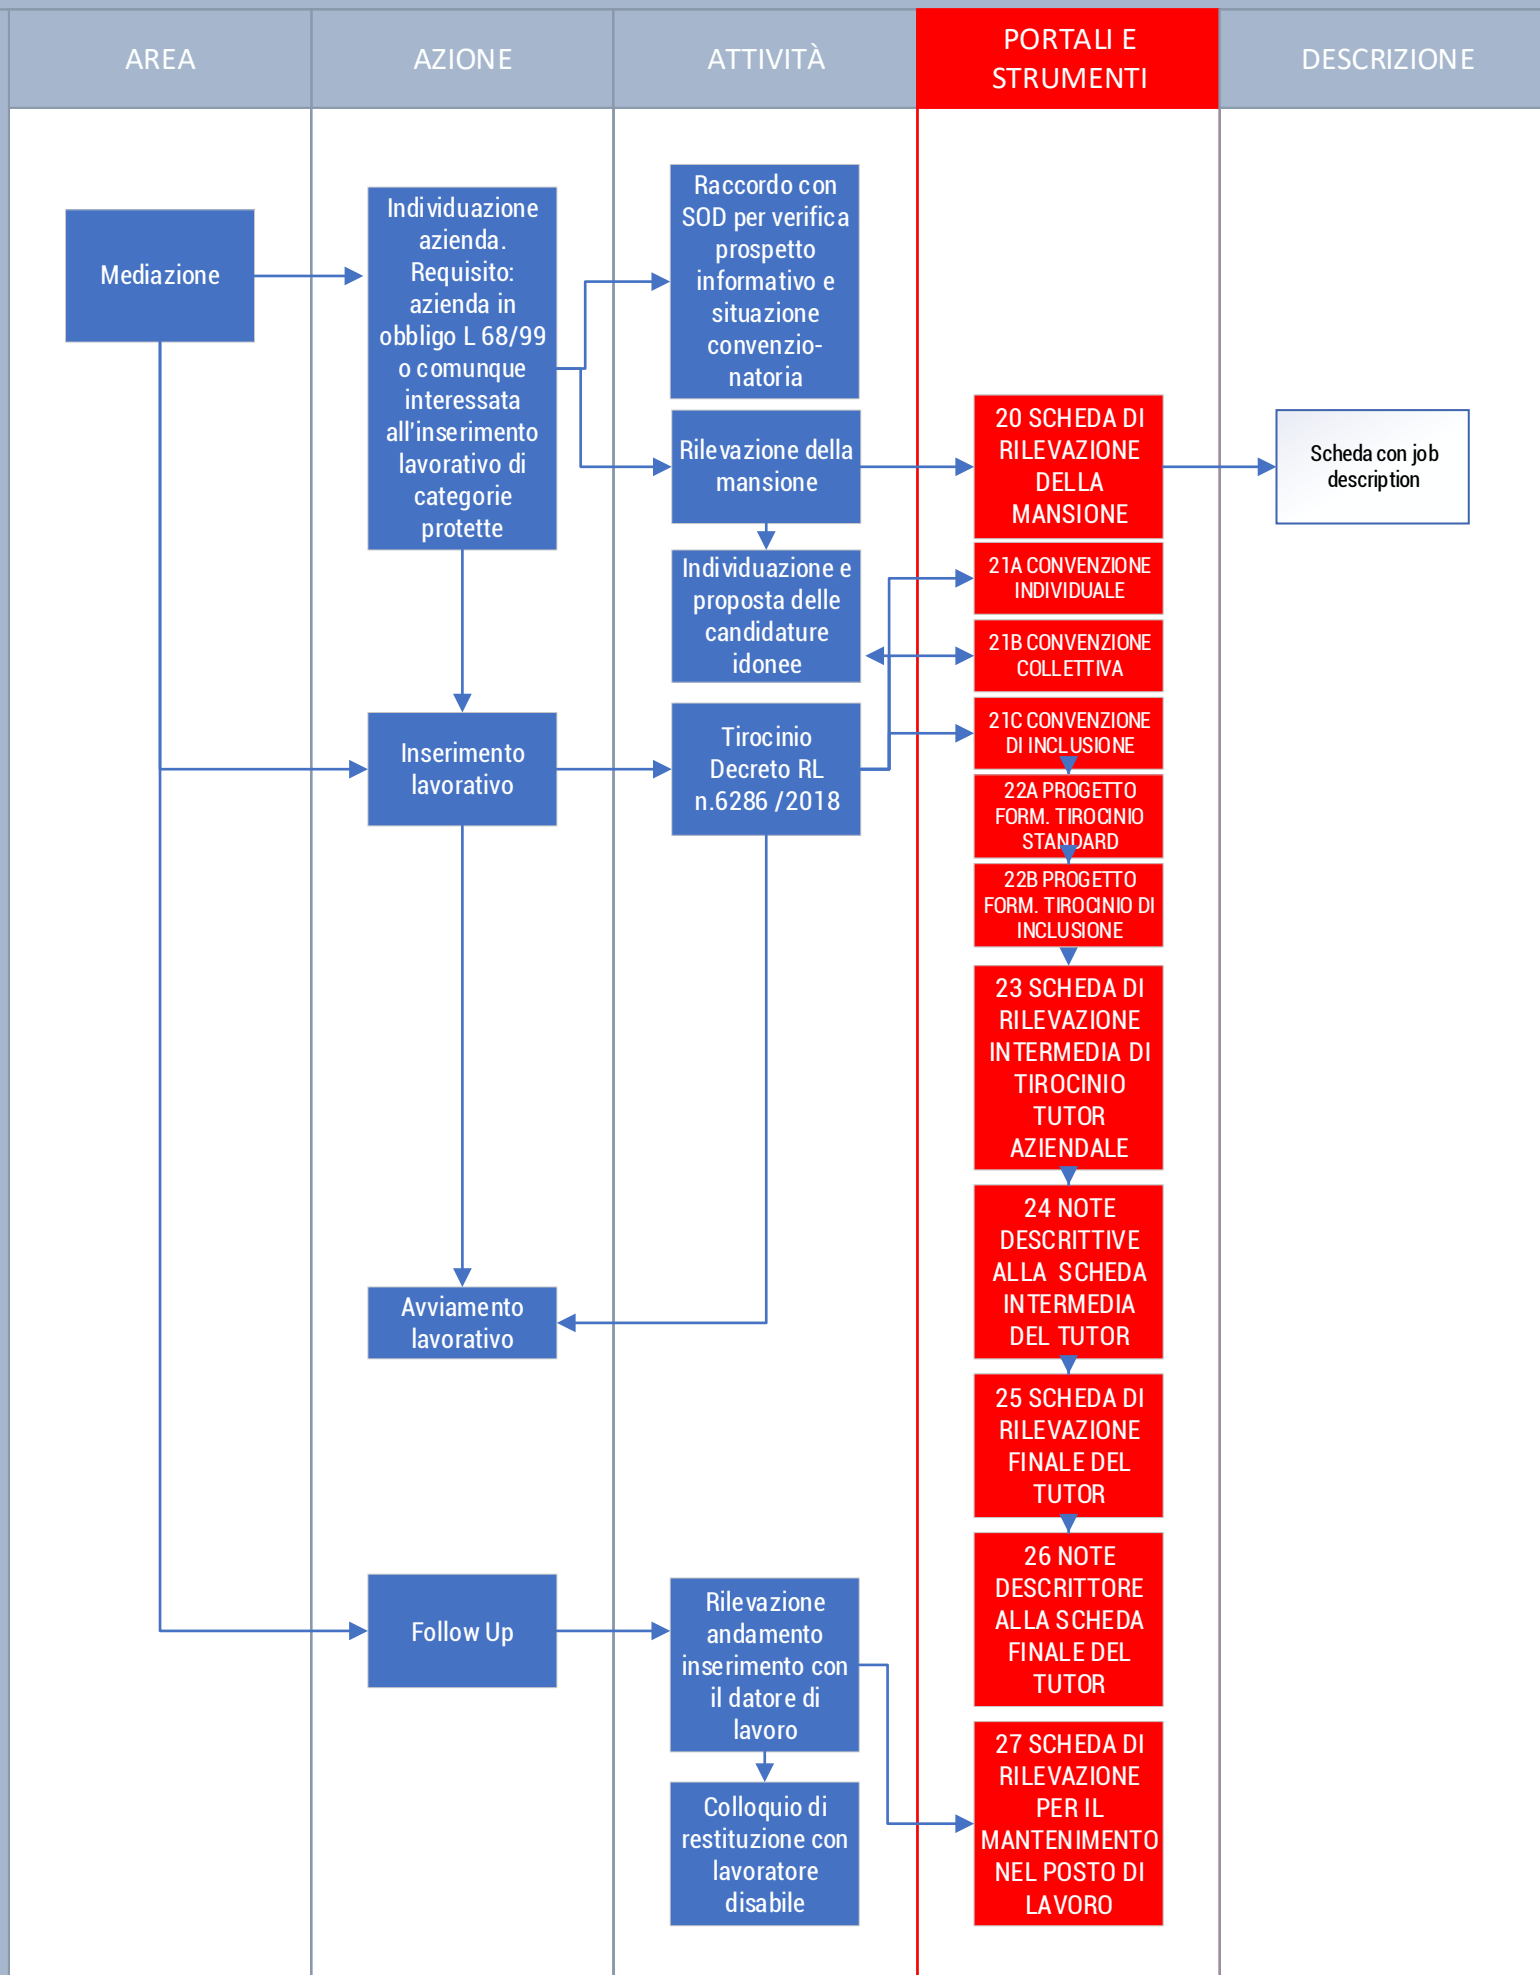 AREA
AZIONE
ATTIVITÀ
PORTALI E
STRUMENTI
DESCRIZIONE
Mediazione
Individuazione
azienda.
Requisito:
azienda in
obbligo L 68/99
o comunque
interessata
all'inserimento
lavorativo di
categorie
protette
Raccordo con
SOD per verifica
prospetto
informativo e
situazione
convenzio-
natoria
Rilevazione della
mansione
20 SCHEDA DI
RILEVAZIONE
DELLA
MANSIONE
Scheda con job
description
Individuazione e
proposta delle
candidature
idonee
21A CONVENZIONE
INDIVIDUALE
21B CONVENZIONE
COLLETTIVA
21C CONVENZIONE
DI INCLUSIONE
Inserimento
lavorativo
Tirocinio
Decreto RL
n.6286 /2018
22A PROGETTO
FORM. TIROCINIO
STANDARD
22B PROGETTO
FORM. TIROCINIO DI
INCLUSIONE
23 SCHEDA DI
RILEVAZIONE
INTERMEDIA DI
TIROCINIO
TUTOR
AZIENDALE
24 NOTE
DESCRITTIVE
ALLA SCHEDA
INTERMEDIA
DEL TUTOR
Avviamento
lavorativo
25 SCHEDA DI
RILEVAZIONE
FINALE DEL
TUTOR
26 NOTE
DESCRITTORE
ALLA SCHEDA
FINALE DEL
TUTOR
Follow Up
Rilevazione
andamento
inserimento con
il datore di
lavoro
27 SCHEDA DI
RILEVAZIONE
PER IL
MANTENIMENTO
NEL POSTO DI
LAVORO
Colloquio di
restituzione con
lavoratore
disabile